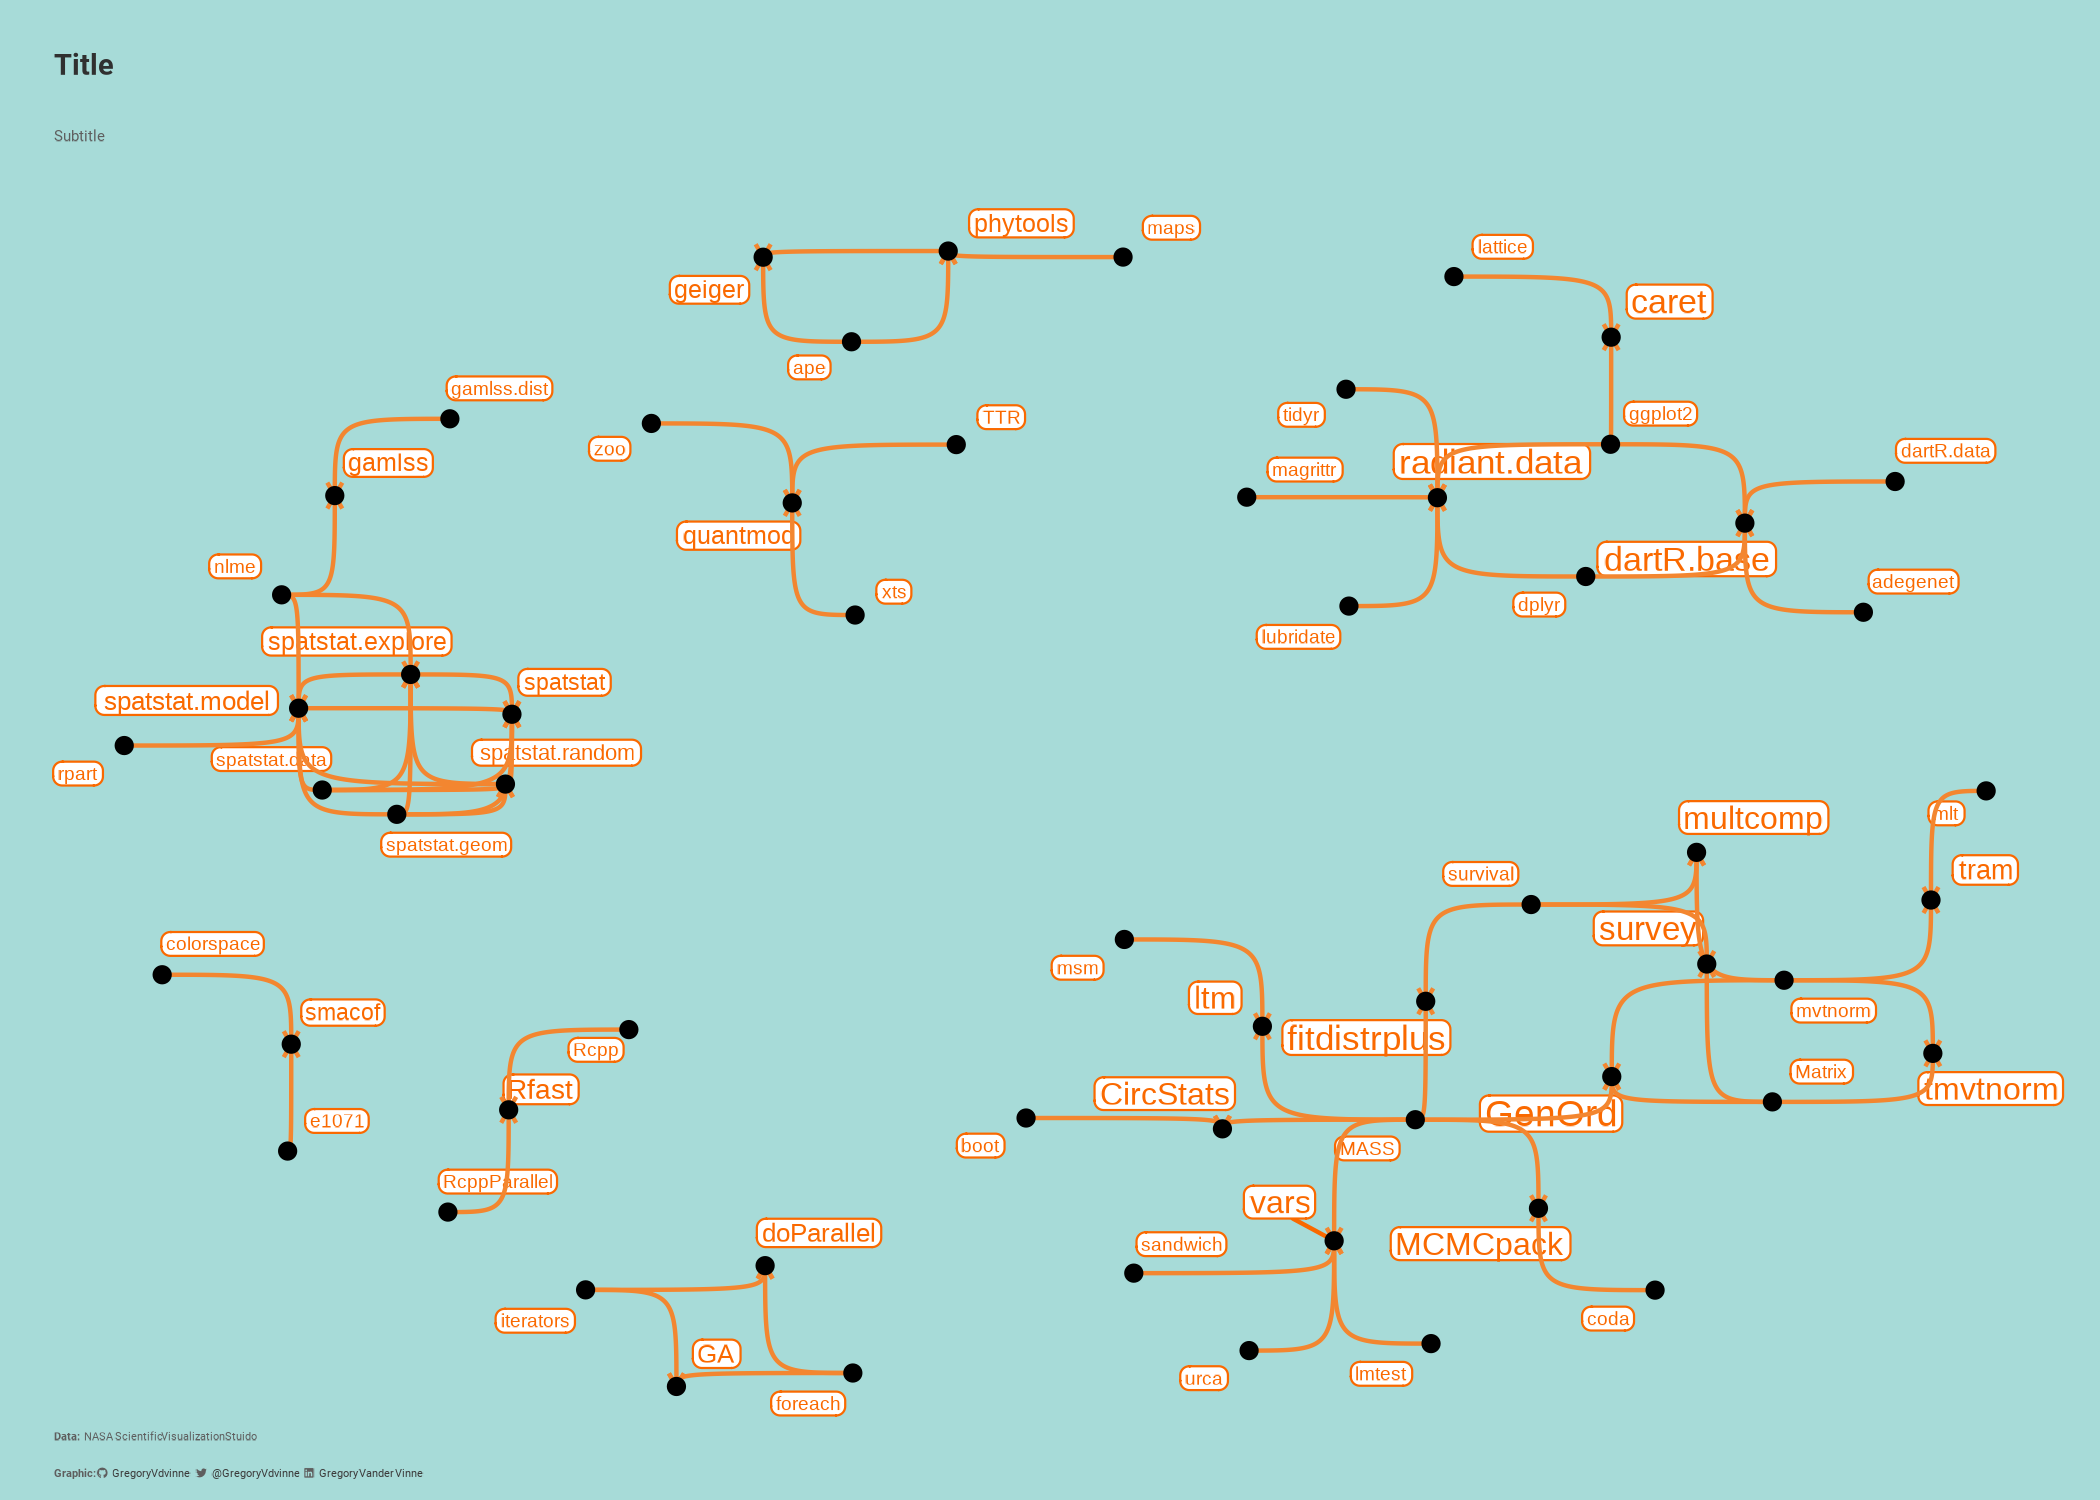 Title
Subtitle
phytools
maps
lattice
geiger
caret
ape
gamlss.dist
tidyr
ggplot2
TTR
zoo
gamlss
radiant.data
dartR.data
magrittr
quantmod
dartR.base
nlme
adegenet
xts
dplyr
lubridate
spatstat.explore
spatstat
spatstat.model
spatstat.random
spatstat.data
rpart
multcomp
mlt
spatstat.geom
survival
tram
survey
colorspace
msm
ltm
smacof
mvtnorm
fitdistrplus
Rcpp
Matrix
Rfast
CircStats
tmvtnorm
GenOrd
e1071
boot
MASS
RcppParallel
vars
doParallel
sandwich
MCMCpack
iterators
coda
GA
lmtest
urca
foreach
Data: NASA ScientificVisualizationStuido
Graphic: GregoryVdvinne @GregoryVdvinne GregoryVanderVinne